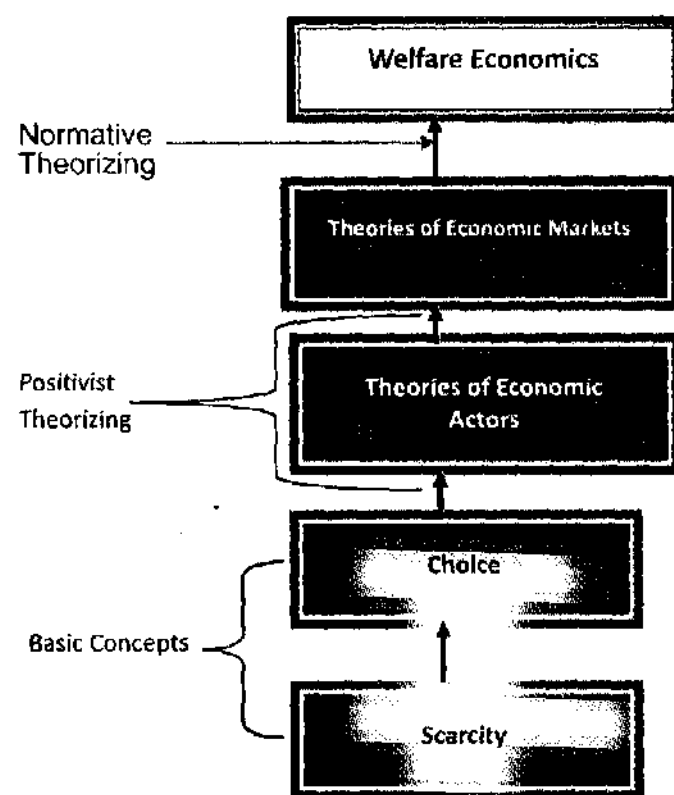 Welfare Economics
Normative
Theorizing
Theories of Economic Markets
Positivist
Theorizing
Theories of Economic
Actors
Choice
Basic Concepts
Scarcity